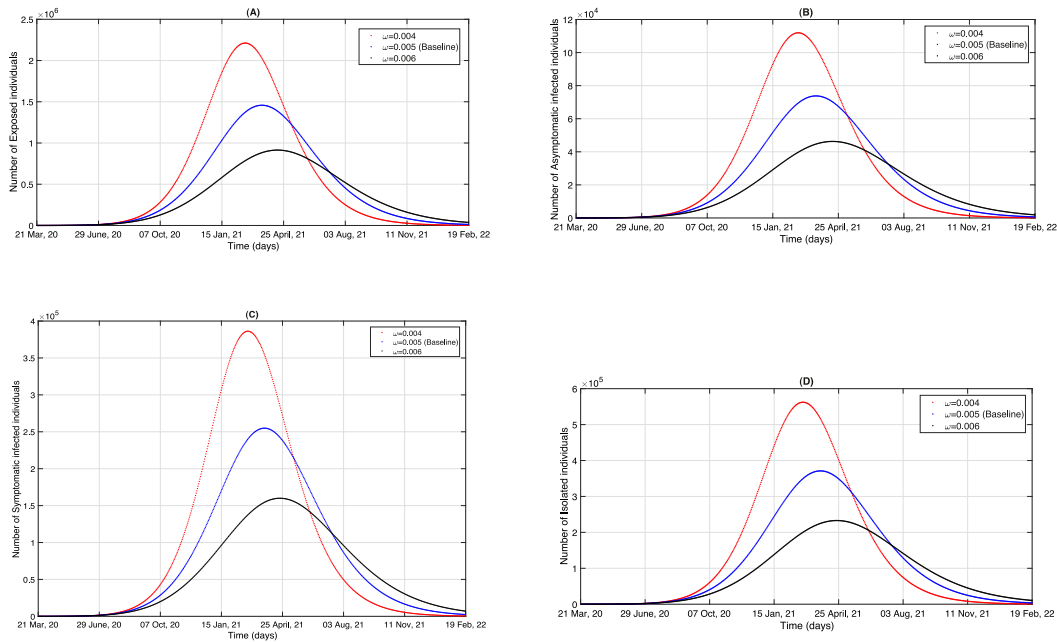 (A)
×10⁶
2.5
2
1.5
1
0.5
0
Number of Exposed individuals
ω=0.004
ω=0.005 (Baseline)
ω=0.006
21 Mar, 20 29 June, 20 07 Oct, 20 15 Jan, 21 25 April, 21 03 Aug, 21 11 Nov, 21 19 Feb, 22
Time (days)
(B)
×10⁴
12
10
8
6
4
2
0
Number of Asymptomatic infected individuals
ω=0.004
ω=0.005 (Baseline)
ω=0.006
21 Mar, 20 29 June, 20 07 Oct, 20 15 Jan, 21 25 April, 21 03 Aug, 21 11 Nov, 21 19 Feb, 22
Time (days)
(C)
×10⁵
4
3.5
3
2.5
2
1.5
1
0.5
0
Number of Symptomatic infected individuals
ω=0.004
ω=0.005 (Baseline)
ω=0.006
21 Mar, 20 29 June, 20 07 Oct, 20 15 Jan, 21 25 April, 21 03 Aug, 21 11 Nov, 21 19 Feb, 22
Time (days)
(D)
×10⁵
6
5
4
3
2
1
0
Number of Isolated individuals
ω=0.004
ω=0.005 (Baseline)
ω=0.006
21 Mar, 20 29 June, 20 07 Oct, 20 15 Jan, 21 25 April, 21 03 Aug, 21 11 Nov, 21 19 Feb, 22
Time (days)